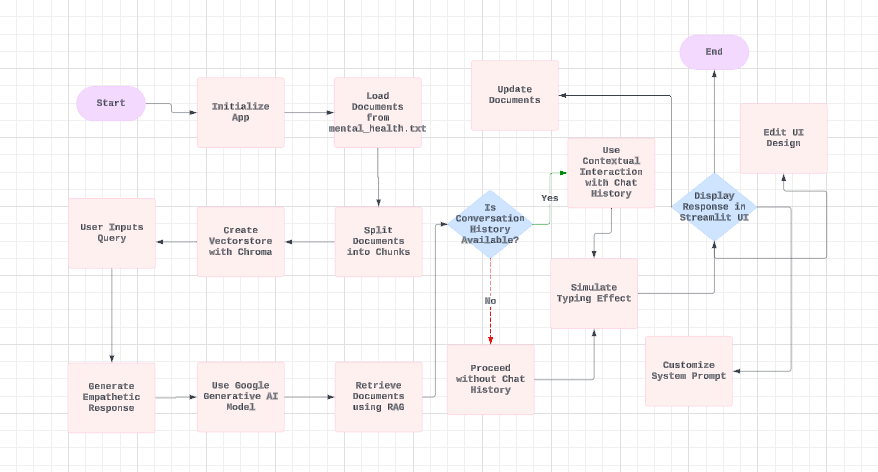 Start
Initialize
App
Load
Documents
from
mental_health.txt
Update
Documents
End
Edit UI
Design
User Inputs
Query
Create
Vectorstore
with Chroma
Split
Documents
into Chunks
Is
Conversation
History
Available?
Yes
No
Use
Contextual
Interaction
with Chat
History
Display
Response in
Streamlit UI
Simulate
Typing Effect
Generate
Empathetic
Response
Use Google
Generative AI
Model
Retrieve
Documents
using RAG
Proceed
without Chat
History
Customize
System Prompt